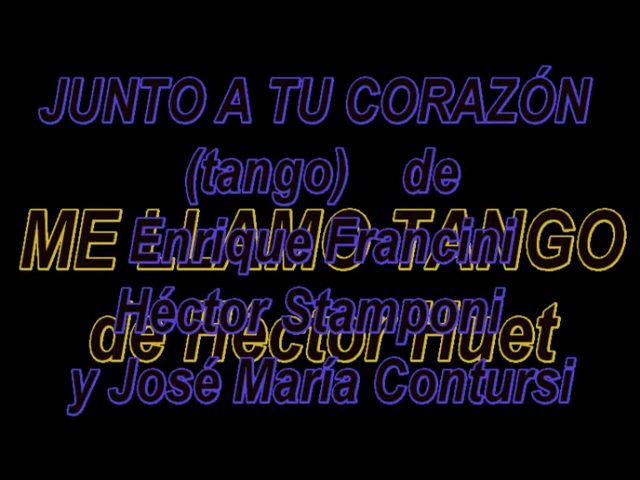 JUNTO A TU CORAZÓN
(tango) de
ME LLAMO TANGO
Enrique Francini
Héctor Stamponi
de Héctor Huet
y José María Contursi